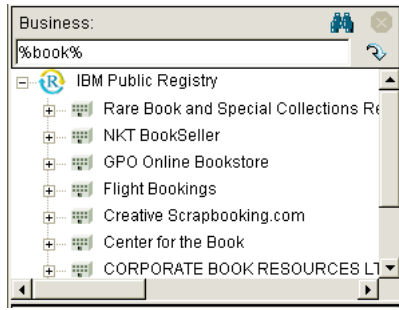 Business:
%book%
IBM Public Registry
Rare Book and Special Collections Re
NKT BookSeller
GPO Online Bookstore
Flight Bookings
Creative Scrapbooking.com
Center for the Book
CORPORATE BOOK RESOURCES LT